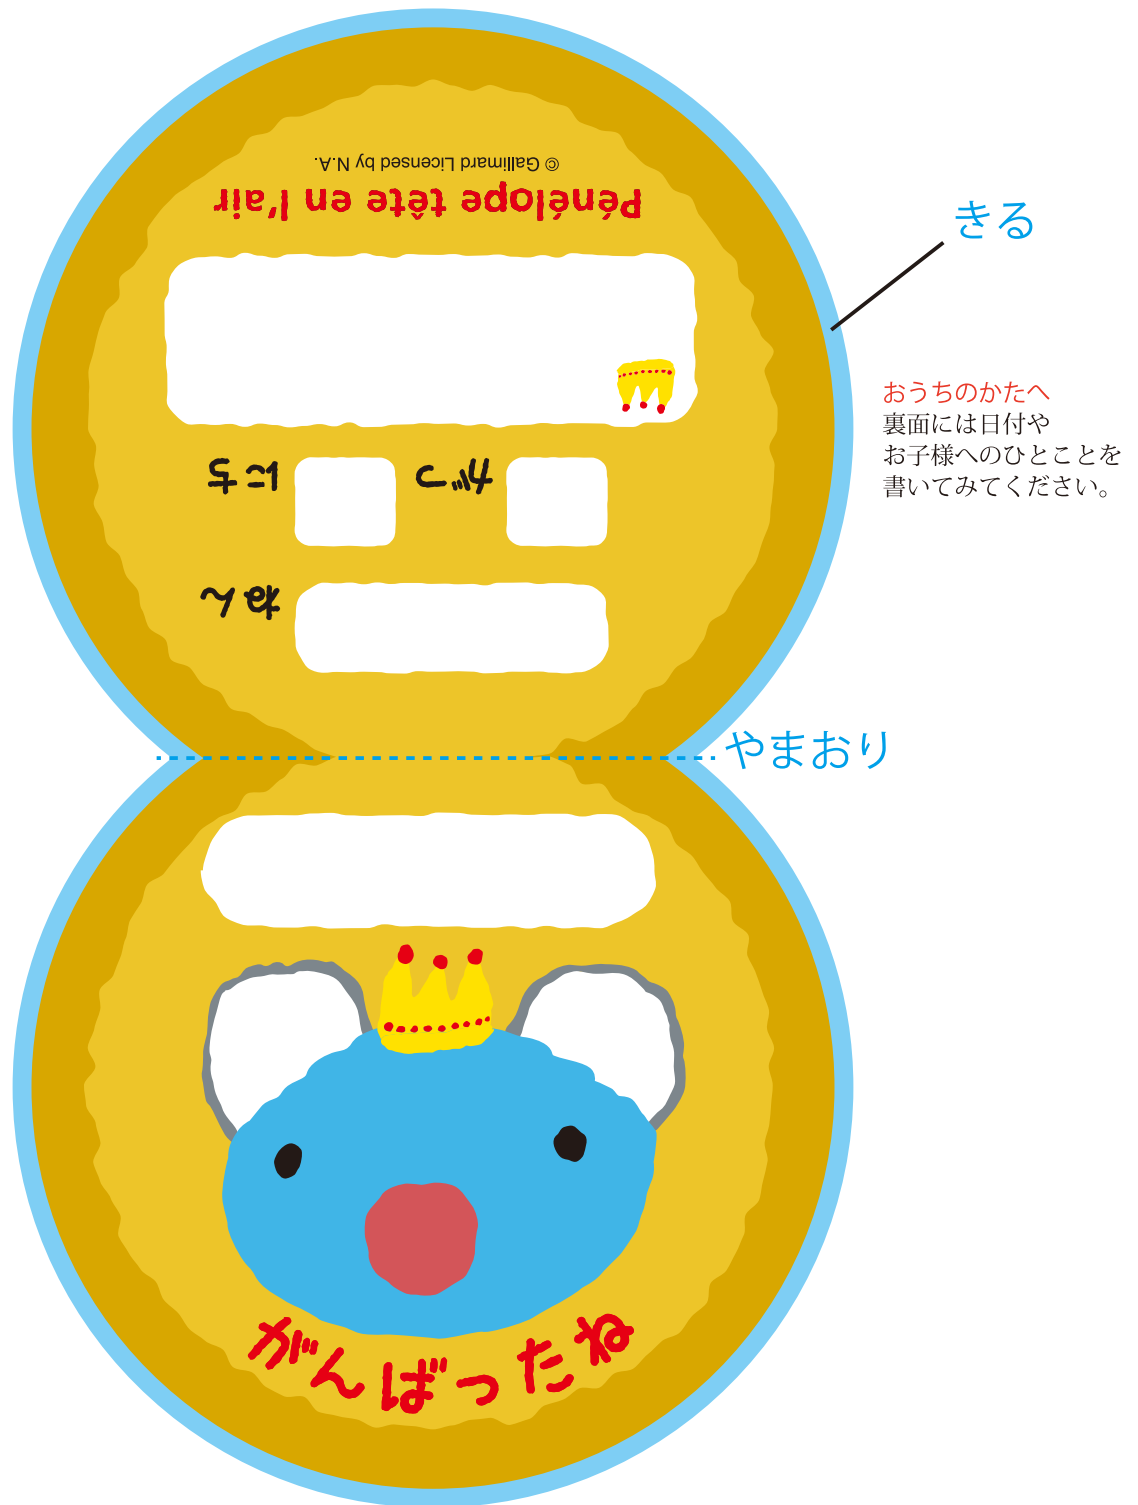 © Gallimard Licensed by N.A.
Pénélope tête en l'air
きる
おうちのかたへ
裏面には日付や
お子様へのひとことを
書いてみてください。
がつ にち
ねん
やまおり
がんばったね